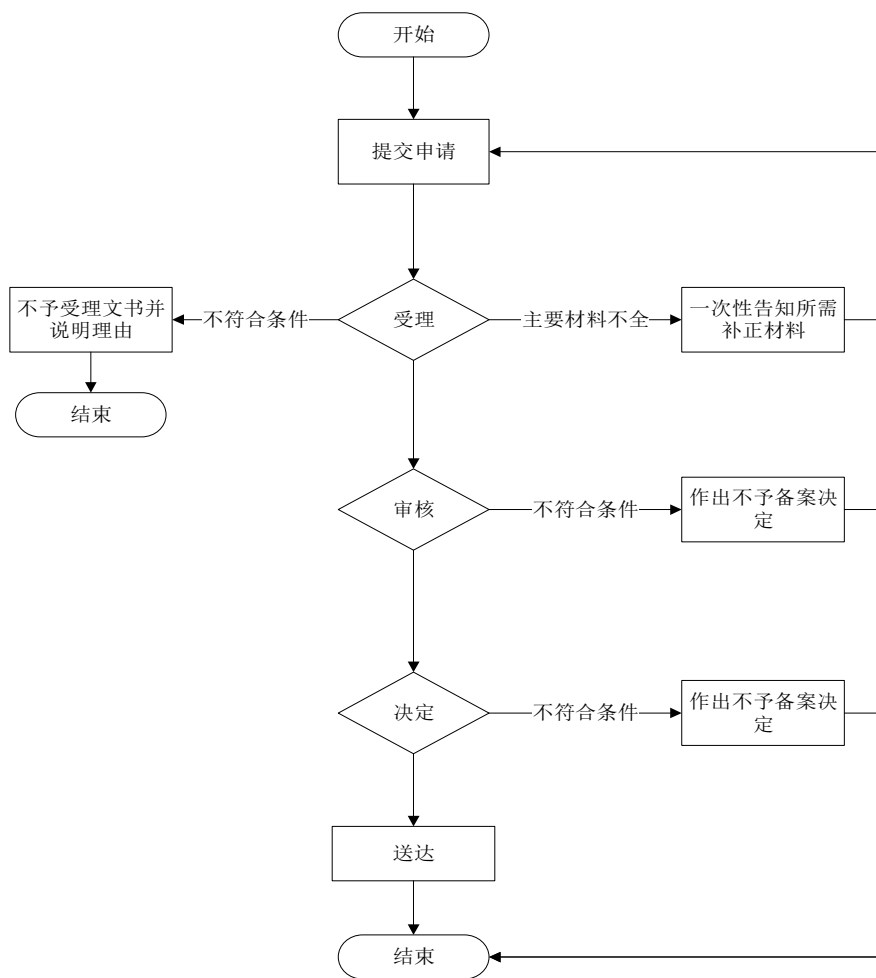 开始
提交申请
不予受理文书并
说明理由
不符合条件
受理
主要材料不全
一次性告知所需
补正材料
结束
审核
不符合条件
作出不予备案决
定
决定
不符合条件
作出不予备案决
定
送达
结束